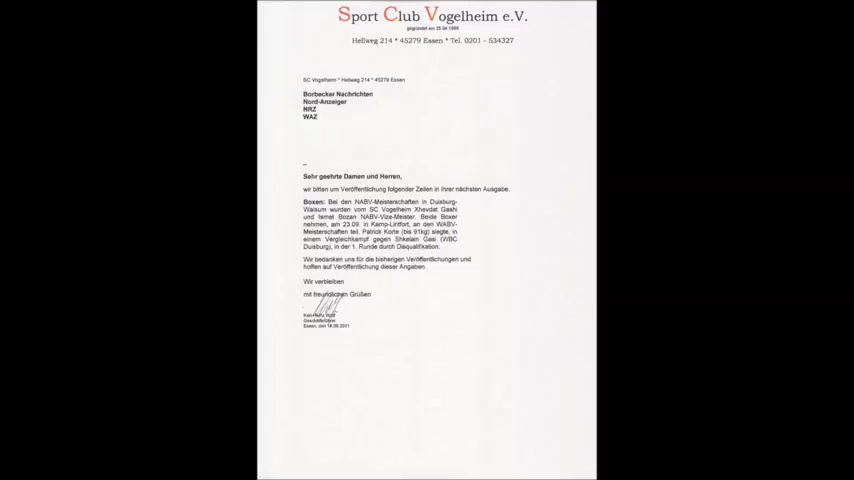 Sport Club Vogelheim e.V.
gegründet am 25.04.1986
Hellweg 214 * 45279 Essen * Tel. 0201 - 534327
SC Vogelheim * Hellweg 214 * 45279 Essen
Borbecker Nachrichten
Nord-Anzeiger
NRZ
WAZ
Sehr geehrte Damen und Herren,
wir bitten um Veröffentlichung folgender Zeilen in Ihrer nächsten Ausgabe.
Boxen: Bei den NABV-Meisterschaften in Duisburg-
Walsum wurden vom SC Vogelheim Xhevdat Gashi
und Ismet Bozan NABV-Vize-Meister. Beide Boxer
nehmen, am 23.09. in Kamp-Lintfort, an den WABV-
Meisterschaften teil. Patrick Korte (bis 91kg) siegte, in
einem Vergleichkampf gegen Shkelain Gasi (WBC
Duisburg), in der 1. Runde durch Disqualifikation.
Wir bedanken uns für die bisherigen Veröffentlichungen und
hoffen auf Veröffentlichung dieser Angaben.
Wir verbleiben
mit freundlichen Grüßen
Geschäftsführer
Essen, den 18.09.2001